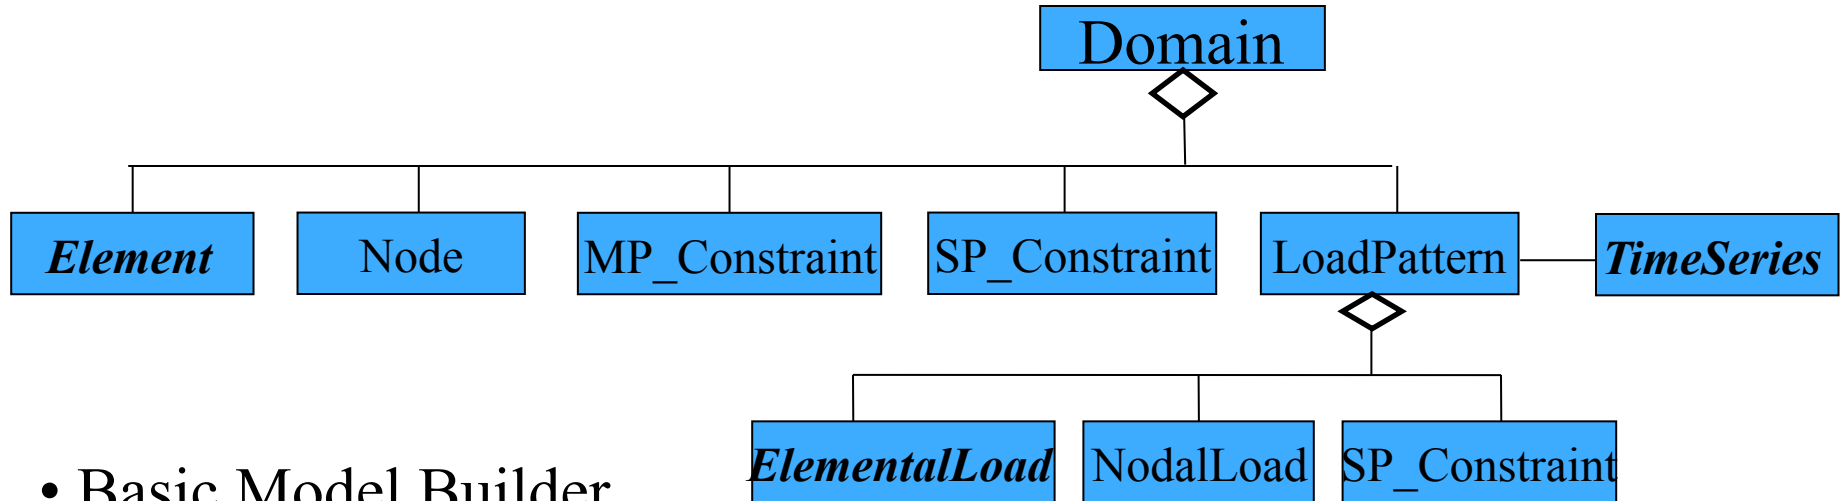 Domain
Element
Node
MP_Constraint
SP_Constraint
LoadPattern
TimeSeries
ElementalLoad
NodalLoad
SP_Constraint
• Basic Model Builder